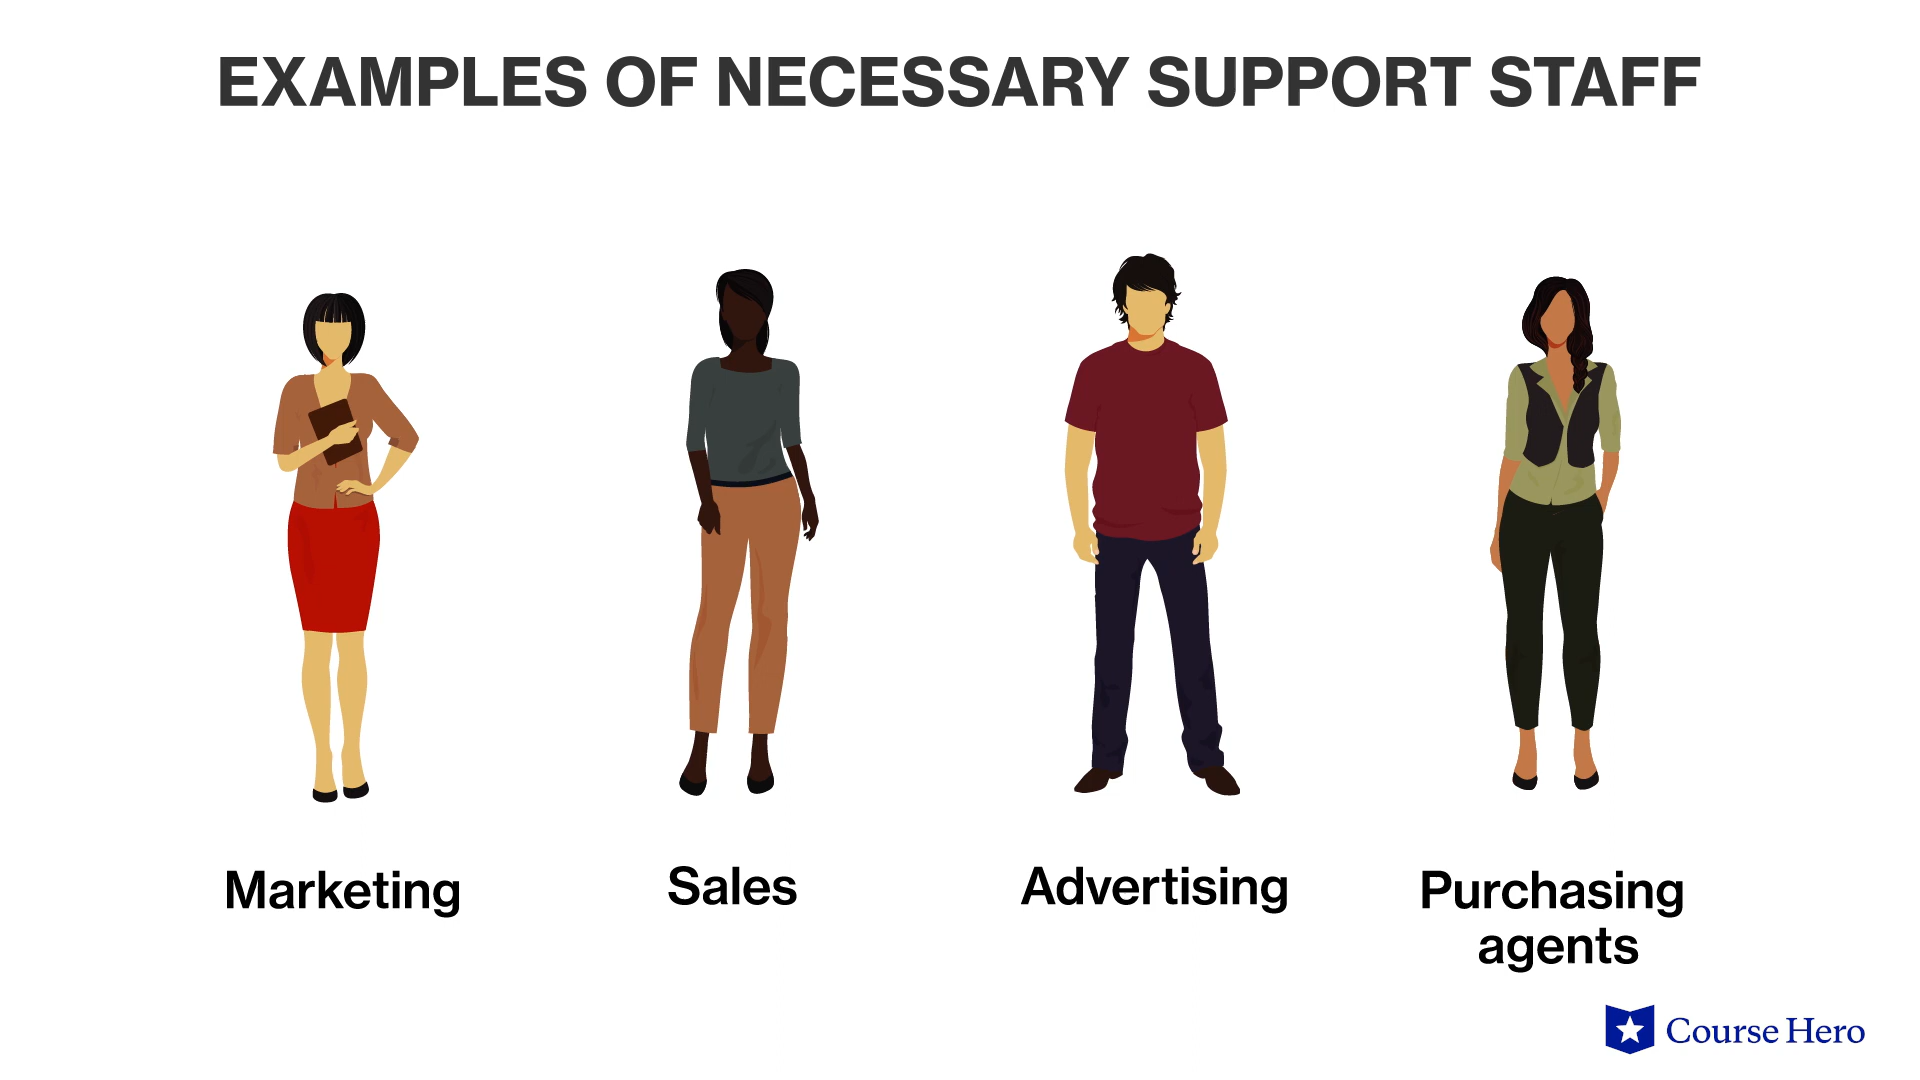 EXAMPLES OF NECESSARY SUPPORT STAFF
Marketing
Sales
Advertising
Purchasing
agents
Course Hero